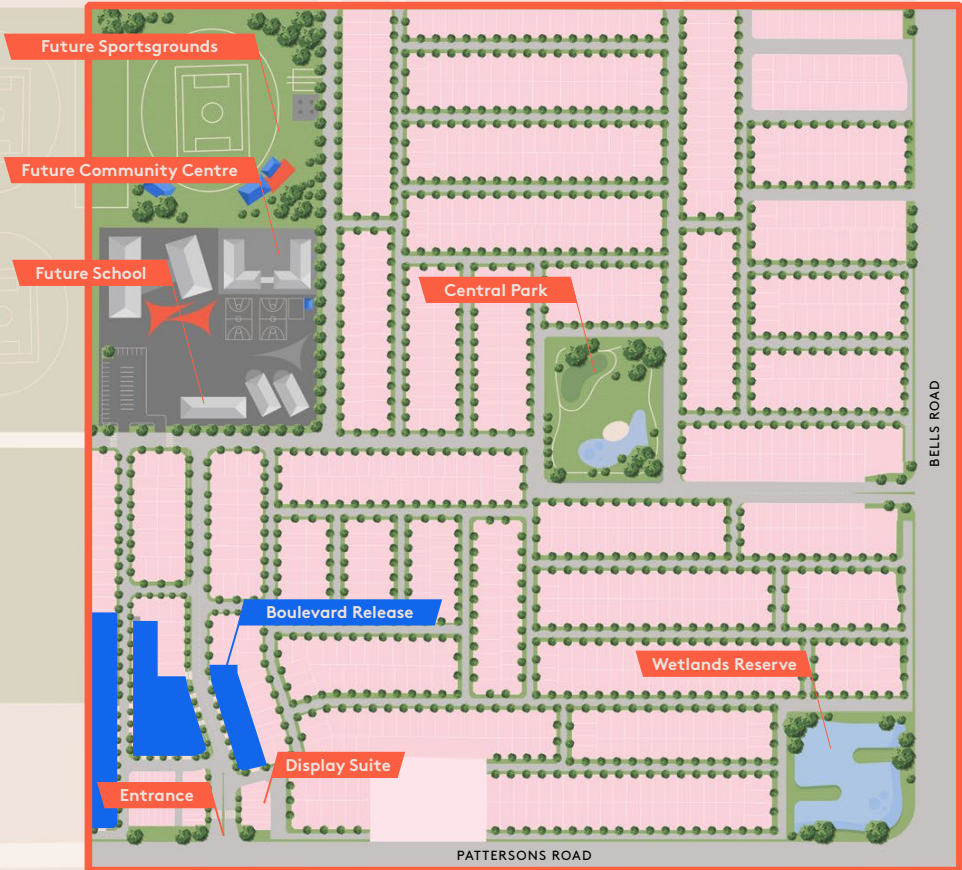 Future Sportsgrounds
Future Community Centre
Future School
Central Park
BELLS ROAD
Boulevard Release
Wetlands Reserve
Display Suite
Entrance
PATTERSONS ROAD